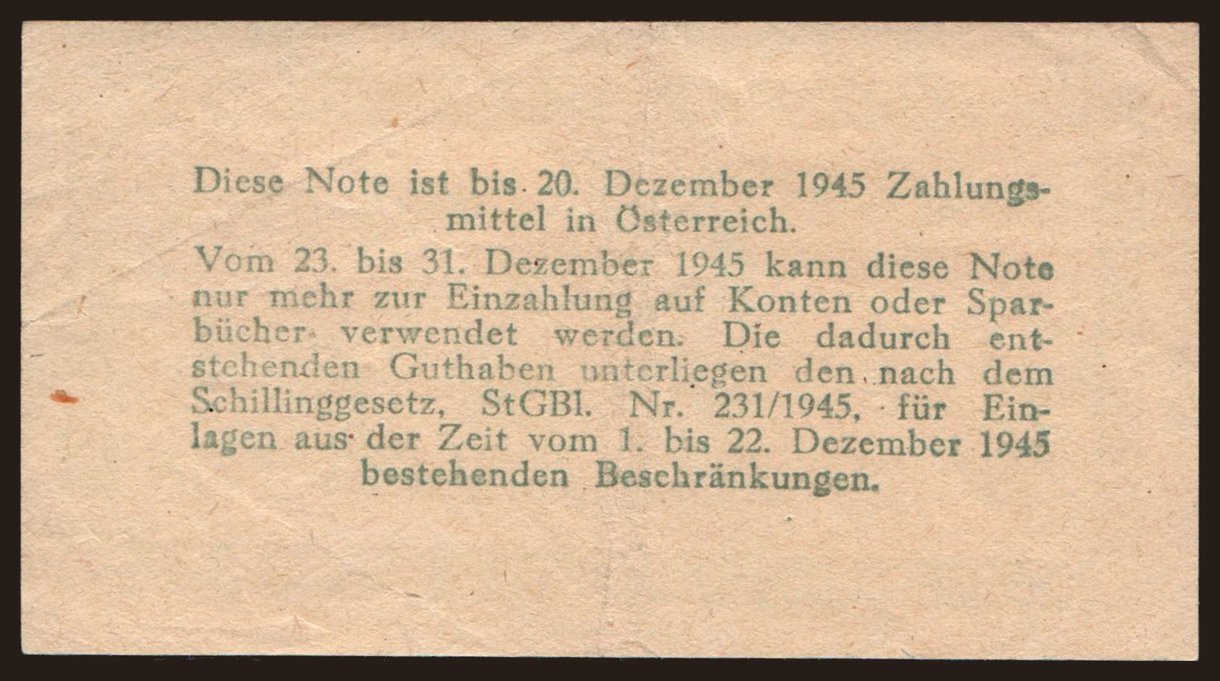 Diese Note ist bis 20. Dezember 1945 Zahlungs-
mittel in Österreich.
Vom 23. bis 31. Dezember 1945 kann diese Note
nur mehr zur Einzahlung auf Konten oder Spar-
bücher verwendet werden. Die dadurch ent-
stehenden Guthaben unterliegen den nach dem
Schillinggesetz, StGBl. Nr. 231/1945, für Ein-
lagen aus der Zeit vom 1. bis 22. Dezember 1945
bestehenden Beschränkungen.